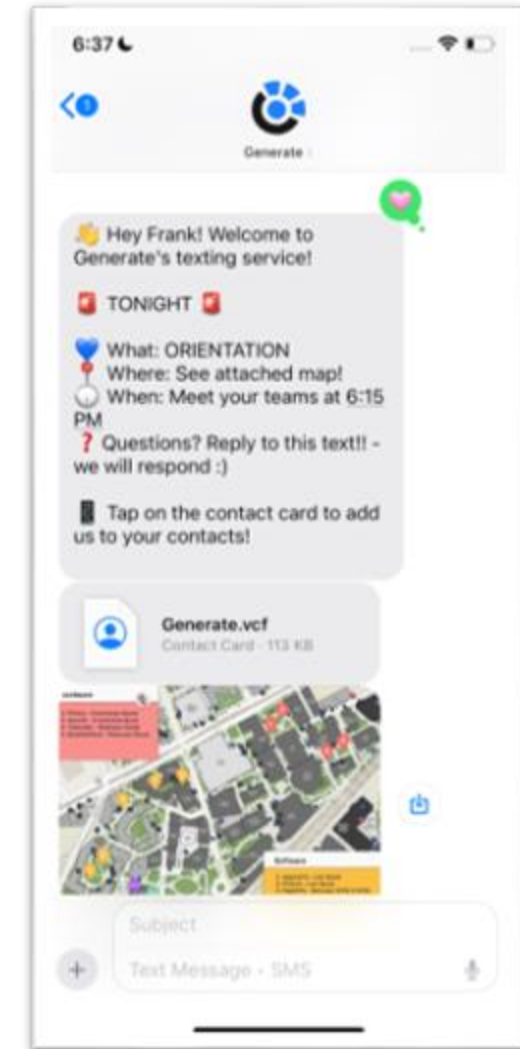 6:37
1
Generate
👋 Hey Frank! Welcome to
Generate's texting service!
🚨 TONIGHT 🚨
💙 What: ORIENTATION
📍 Where: See attached map!
🕡 When: Meet your teams at 6:15
PM
❓ Questions? Reply to this text!! -
we will respond :)
📱 Tap on the contact card to add
us to your contacts!
Generate.vcf
Contact Card · 113 KB
Software
Subject
Text Message • SMS